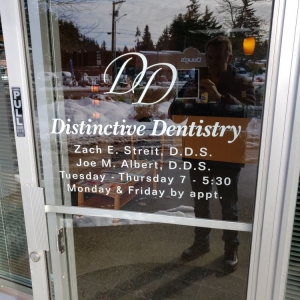 DD
Distinctive Dentistry
Zach E. Streit, D.D.S.
Joe M. Albert, D.D.S.
Tuesday - Thursday 7 - 5:30
Monday & Friday by appt.
PULL